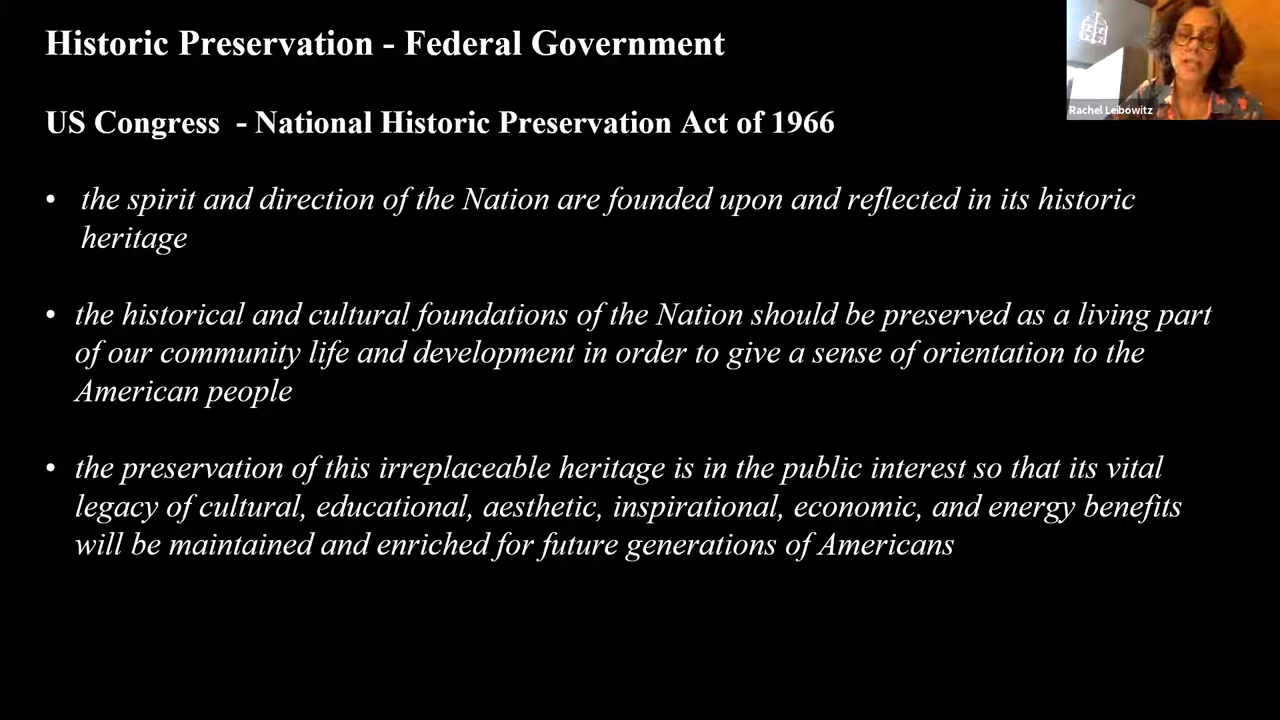 Historic Preservation - Federal Government
Rachel Leibowitz
US Congress - National Historic Preservation Act of 1966
• the spirit and direction of the Nation are founded upon and reflected in its historic
heritage
• the historical and cultural foundations of the Nation should be preserved as a living part
of our community life and development in order to give a sense of orientation to the
American people
• the preservation of this irreplaceable heritage is in the public interest so that its vital
legacy of cultural, educational, aesthetic, inspirational, economic, and energy benefits
will be maintained and enriched for future generations of Americans